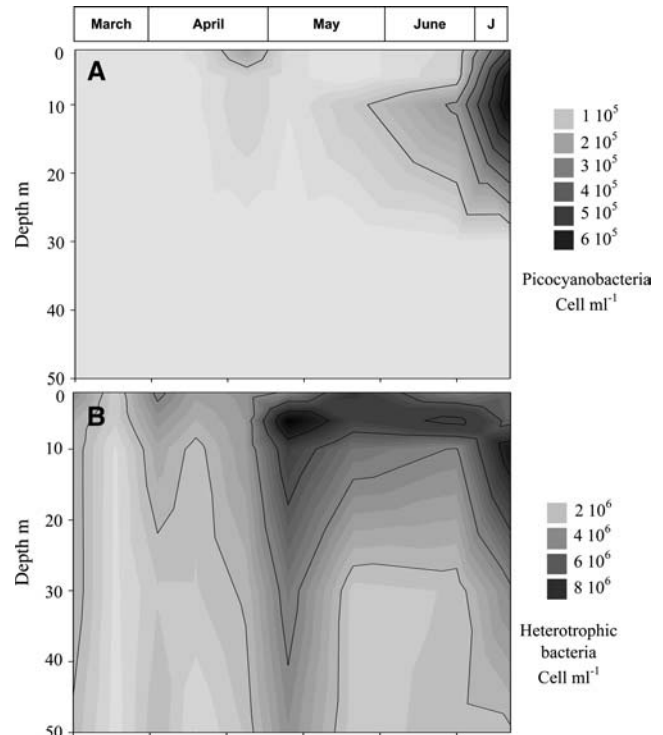 March April May June J
A
0
10
20
30
40
50
Depth m
1 10⁵
2 10⁵
3 10⁵
4 10⁵
5 10⁵
6 10⁵
Picocyanobacteria
Cell ml⁻¹
B
0
10
20
30
40
50
Depth m
2 10⁶
4 10⁶
6 10⁶
8 10⁶
Heterotrophic
bacteria
Cell ml⁻¹